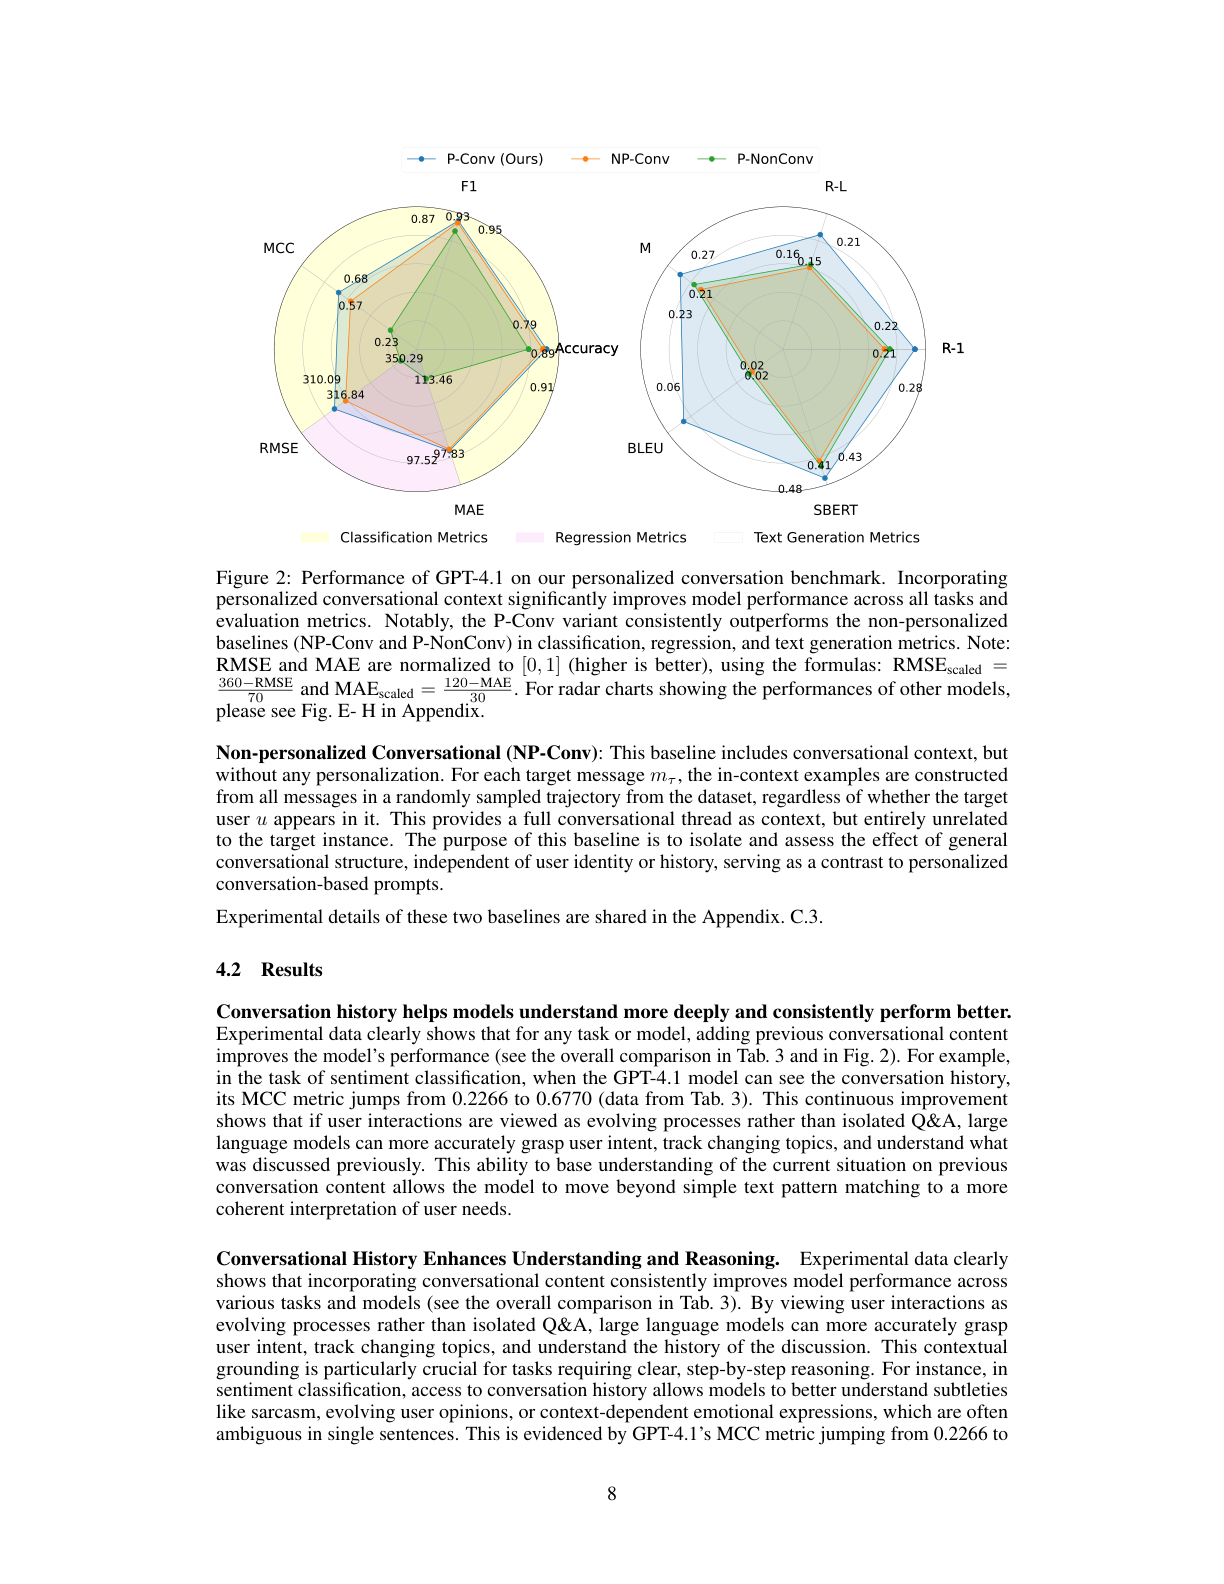 P-Conv (Ours) NP-Conv P-NonConv
F1
R-L
0.87 0.93
0.95
0.21
MCC
M
0.27
0.16
0.15
0.68
0.57
0.21
0.23
0.79
0.22
0.23
0.89
Accuracy
0.21
R-1
350.29
0.02
0.02
310.09
113.46
0.91
0.06
0.28
316.84
RMSE
BLEU
97.52
97.83
0.41
0.43
0.48
MAE
SBERT
Classification Metrics Regression Metrics Text Generation Metrics
Figure 2: Performance of GPT-4.1 on our personalized conversation benchmark. Incorporating
personalized conversational context significantly improves model performance across all tasks and
evaluation metrics. Notably, the P-Conv variant consistently outperforms the non-personalized
baselines (NP-Conv and P-NonConv) in classification, regression, and text generation metrics. Note:
RMSE and MAE are normalized to [0, 1] (higher is better), using the formulas: RMSE_scaled =
(360−RMSE)/70 and MAE_scaled = (120−MAE)/30. For radar charts showing the performances of other models,
please see Fig. E- H in Appendix.
Non-personalized Conversational (NP-Conv): This baseline includes conversational context, but
without any personalization. For each target message m_τ, the in-context examples are constructed
from all messages in a randomly sampled trajectory from the dataset, regardless of whether the target
user u appears in it. This provides a full conversational thread as context, but entirely unrelated
to the target instance. The purpose of this baseline is to isolate and assess the effect of general
conversational structure, independent of user identity or history, serving as a contrast to personalized
conversation-based prompts.
Experimental details of these two baselines are shared in the Appendix. C.3.
4.2 Results
Conversation history helps models understand more deeply and consistently perform better.
Experimental data clearly shows that for any task or model, adding previous conversational content
improves the model's performance (see the overall comparison in Tab. 3 and in Fig. 2). For example,
in the task of sentiment classification, when the GPT-4.1 model can see the conversation history,
its MCC metric jumps from 0.2266 to 0.6770 (data from Tab. 3). This continuous improvement
shows that if user interactions are viewed as evolving processes rather than isolated Q&A, large
language models can more accurately grasp user intent, track changing topics, and understand what
was discussed previously. This ability to base understanding of the current situation on previous
conversation content allows the model to move beyond simple text pattern matching to a more
coherent interpretation of user needs.
Conversational History Enhances Understanding and Reasoning. Experimental data clearly
shows that incorporating conversational content consistently improves model performance across
various tasks and models (see the overall comparison in Tab. 3). By viewing user interactions as
evolving processes rather than isolated Q&A, large language models can more accurately grasp
user intent, track changing topics, and understand the history of the discussion. This contextual
grounding is particularly crucial for tasks requiring clear, step-by-step reasoning. For instance, in
sentiment classification, access to conversation history allows models to better understand subtleties
like sarcasm, evolving user opinions, or context-dependent emotional expressions, which are often
ambiguous in single sentences. This is evidenced by GPT-4.1's MCC metric jumping from 0.2266 to
8